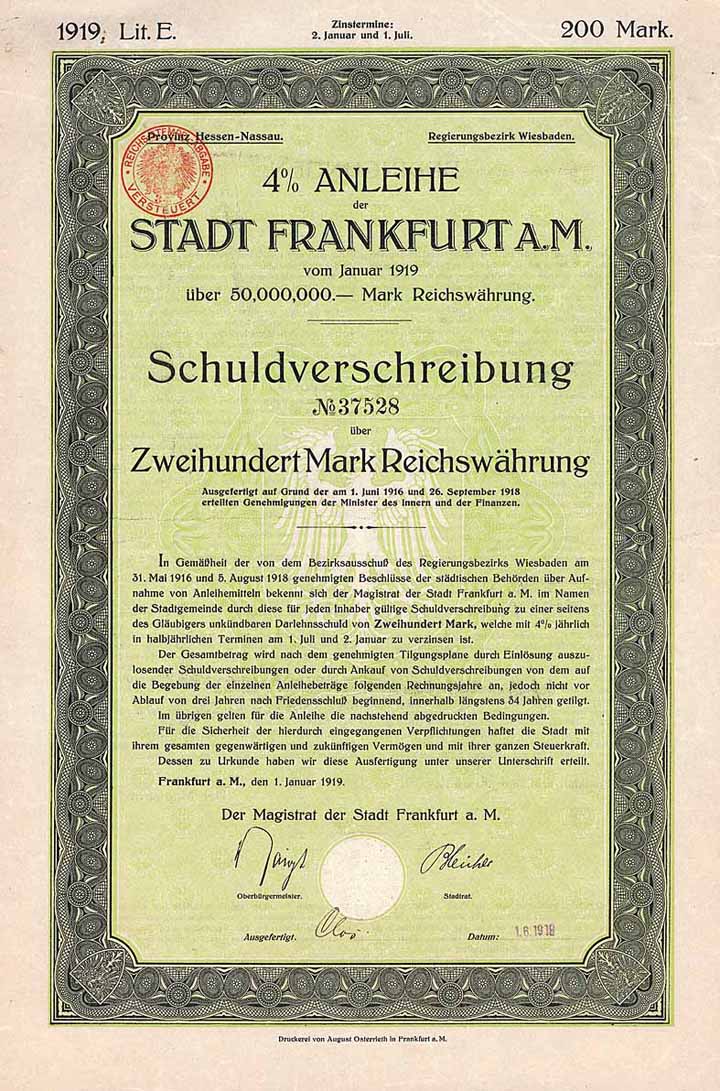 1919, Lit. E.
Zinstermine:
2. Januar und 1. Juli.
200 Mark.
Provinz Hessen-Nassau.
Regierungsbezirk Wiesbaden.
REICHSSTEMPELABGABE
VERSTEUERT
4% ANLEIHE
der
STADT FRANKFURT A.M.
vom Januar 1919
über 50,000,000.— Mark Reichswährung.
Schuldverschreibung
№ 37528
über
Zweihundert Mark Reichswährung
Ausgefertigt auf Grund der am 1. Juni 1916 und 26. September 1918
erteilten Genehmigungen der Minister des Innern und der Finanzen.
In Gemäßheit der von dem Bezirksausschuß des Regierungsbezirks Wiesbaden am
31. Mai 1916 und 5. August 1918 genehmigten Beschlüsse der städtischen Behörden über Auf-
nahme von Anleihemitteln bekennt sich der Magistrat der Stadt Frankfurt a. M. im Namen
der Stadtgemeinde durch diese für jeden Inhaber gültige Schuldverschreibung zu einer seitens
des Gläubigers unkündbaren Darlehnsschuld von Zweihundert Mark, welche mit 4% jährlich
in halbjährlichen Terminen am 1. Juli und 2. Januar zu verzinsen ist.
Der Gesamtbetrag wird nach dem genehmigten Tilgungsplane durch Einlösung auszu-
losender Schuldverschreibungen oder durch Ankauf von Schuldverschreibungen von dem auf
die Begebung der einzelnen Anleihebeträge folgenden Rechnungsjahre an, jedoch nicht vor
Ablauf von drei Jahren nach Friedensschluß beginnend, innerhalb längstens 34 Jahren getilgt.
Im übrigen gelten für die Anleihe die nachstehend abgedruckten Bedingungen.
Für die Sicherheit der hierdurch eingegangenen Verpflichtungen haftet die Stadt mit
ihrem gesamten gegenwärtigen und zukünftigen Vermögen und mit ihrer ganzen Steuerkraft.
Dessen zu Urkunde haben wir diese Ausfertigung unter unserer Unterschrift erteilt.
Frankfurt a. M., den 1. Januar 1919.
Der Magistrat der Stadt Frankfurt a. M.
Bleicher
Oberbürgermeister.
Stadtrat.
Ausgefertigt.
Datum: 1.6.1919
Druckerei von August Osterrieth in Frankfurt a. M.